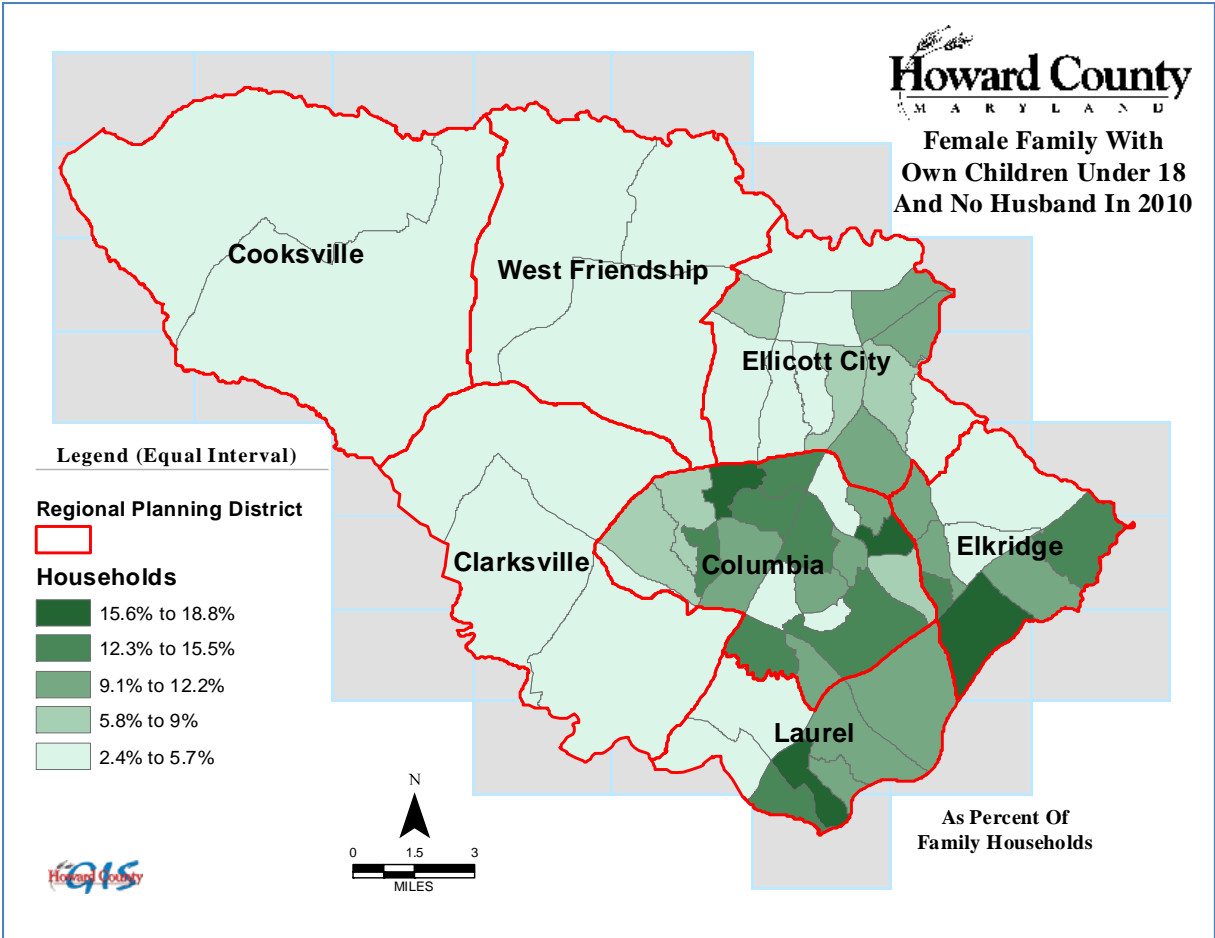 Howard County
MARYLAND
Female Family With
Own Children Under 18
And No Husband In 2010
Cooksville
West Friendship
Ellicott City
Legend (Equal Interval)
Regional Planning District
Households
15.6% to 18.8%
12.3% to 15.5%
9.1% to 12.2%
5.8% to 9%
2.4% to 5.7%
Clarksville
Columbia
Elkridge
Laurel
N
0 1.5 3
MILES
As Percent Of
Family Households
Howard County
GIS